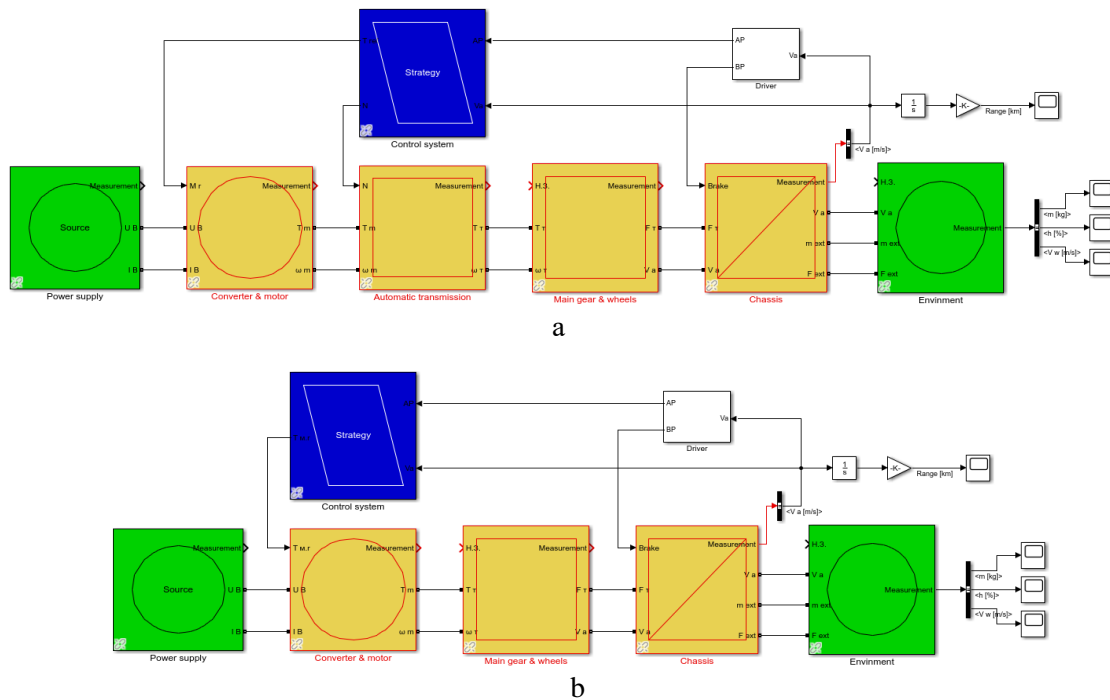 AP
Va
BP
Driver
Strategy
Control system
1
s
-K-
Range [km]
<V a [m/s]>
Measurement
Source
U B
I B
Power supply
M r
Measurement
U B
T m
I B
ω m
Converter & motor
N
Measurement
T m
T т
ω m
ω т
Automatic transmission
Н.З.
Measurement
T т
F т
ω т
V a
Main gear & wheels
Brake
Measurement
V a
F т
m ext
V a
F ext
Chassis
Н.З.
V a
Measurement
m ext
F ext
Envinment
<m [kg]>
<h [%]>
<V w [m/s]>
a
AP
Va
BP
Driver
Strategy
Control system
1
s
-K-
Range [km]
<V a [m/s]>
Measurement
Source
U B
I B
Power supply
T м.r
Measurement
U B
T m
I B
ω m
Converter & motor
Н.З.
Measurement
T т
F т
ω т
V a
Main gear & wheels
Brake
Measurement
V a
F т
m ext
V a
F ext
Chassis
Н.З.
V a
Measurement
m ext
F ext
Envinment
<m [kg]>
<h [%]>
<V w [m/s]>
b